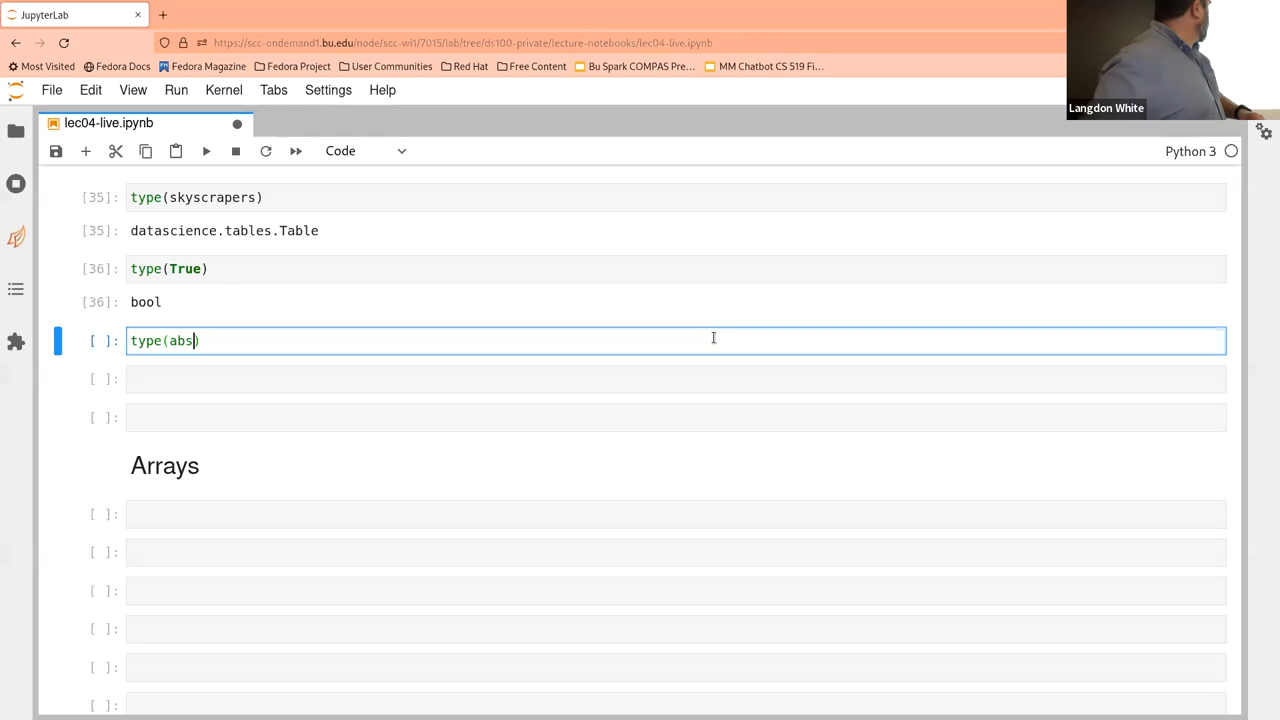 JupyterLab
https://scc-ondemand1.bu.edu/node/scc-wi1/7015/lab/tree/ds100-private/lecture-notebooks/lec04-live.ipynb
Most Visited Fedora Docs Fedora Magazine Fedora Project User Communities Red Hat Free Content Bu Spark COMPAS Pre… MM Chatbot CS 519 Fi…
Langdon White
File Edit View Run Kernel Tabs Settings Help
lec04-live.ipynb
Code Python 3
[35]: type(skyscrapers)
[35]: datascience.tables.Table
[36]: type(True)
[36]: bool
[ ]: type(abs)
[ ]:
[ ]:
Arrays
[ ]:
[ ]:
[ ]:
[ ]:
[ ]:
[ ]: